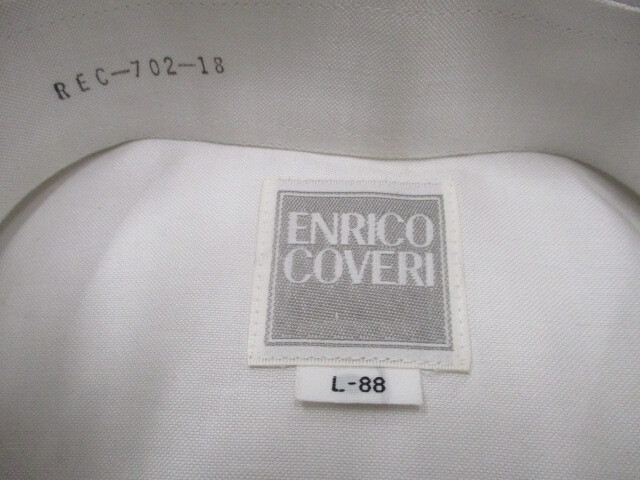 REC-702-18
ENRICO
COVERI
L-88